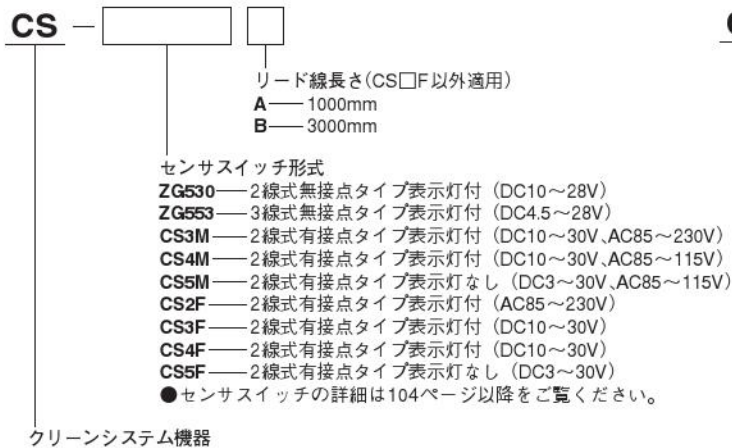 CS －
リード線長さ(CS□F以外適用)
A── 1000mm
B── 3000mm
センサスイッチ形式
ZG530── 2線式無接点タイプ表示灯付（DC10～28V）
ZG553── 3線式無接点タイプ表示灯付（DC4.5～28V）
CS3M── 2線式有接点タイプ表示灯付（DC10～30V、AC85～230V）
CS4M── 2線式有接点タイプ表示灯付（DC10～30V、AC85～115V）
CS5M── 2線式有接点タイプ表示灯なし（DC3～30V、AC85～115V）
CS2F── 2線式有接点タイプ表示灯付（AC85～230V）
CS3F── 2線式有接点タイプ表示灯付（DC10～30V）
CS4F── 2線式有接点タイプ表示灯付（DC10～30V）
CS5F── 2線式有接点タイプ表示灯なし（DC3～30V）
●センサスイッチの詳細は104ページ以降をご覧ください。
クリーンシステム機器